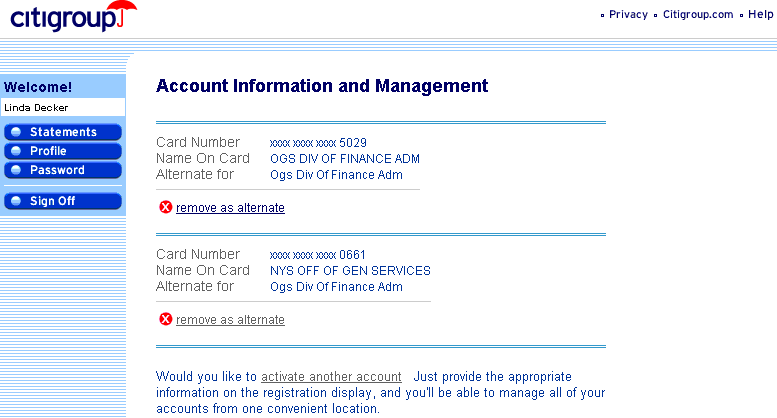 citigroup
Privacy Citigroup.com Help
Welcome!
Linda Decker
Statements
Profile
Password
Sign Off
Account Information and Management
Card Number xxxx xxxx xxxx 5029
Name On Card OGS DIV OF FINANCE ADM
Alternate for Ogs Div Of Finance Adm
remove as alternate
Card Number xxxx xxxx xxxx 0661
Name On Card NYS OFF OF GEN SERVICES
Alternate for Ogs Div Of Finance Adm
remove as alternate
Would you like to activate another account Just provide the appropriate
information on the registration display, and you'll be able to manage all of your
accounts from one convenient location.